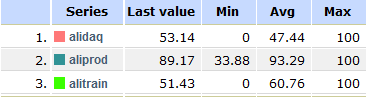 Series Last value Min Avg Max
1. alidaq 53.14 0 47.44 100
2. aliprod 89.17 33.88 93.29 100
3. alitrain 51.43 0 60.76 100